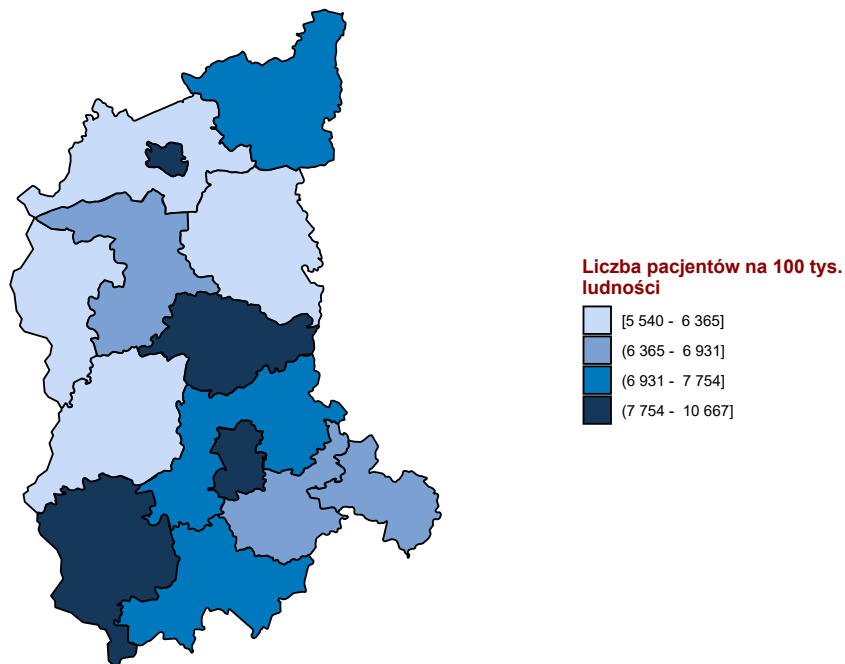 Liczba pacjentów na 100 tys.
ludności
[5 540 - 6 365]
(6 365 - 6 931]
(6 931 - 7 754]
(7 754 - 10 667]